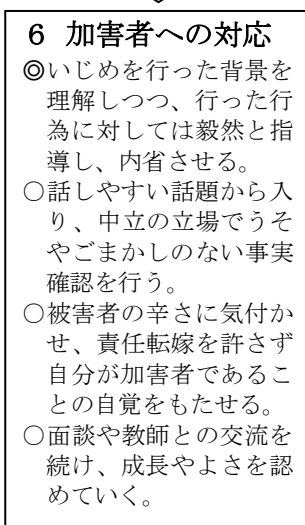 6 加害者への対応
◎いじめを行った背景を
理解しつつ、行った行
為に対しては毅然と指
導し、内省させる。
○話しやすい話題から入
り、中立の立場でうそ
やごまかしのない事実
確認を行う。
○被害者の辛さに気付か
せ、責任転嫁を許さず
自分が加害者であるこ
との自覚をもたせる。
○面談や教師との交流を
続け、成長やよさを認
めていく。